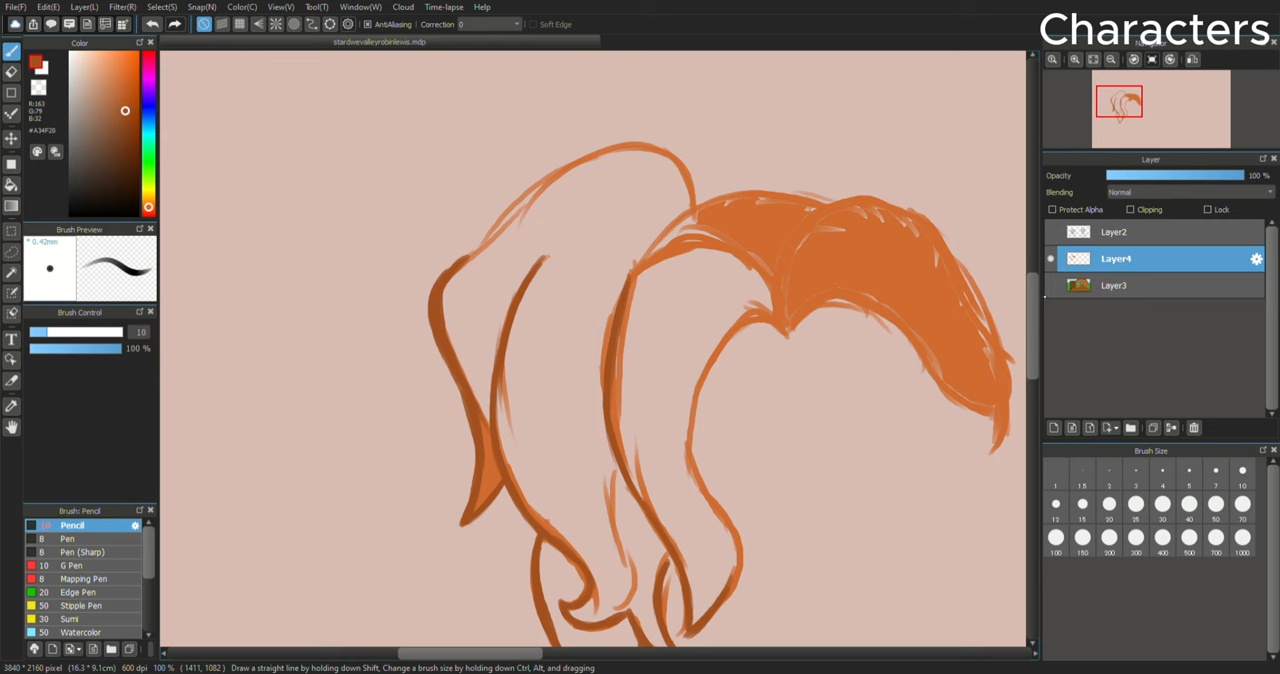 File(F) Edit(E) Layer(L) Filter(R) Select(S) Snap(N) Color(C) View(V) Tool(T) Window(W) Cloud Time-lapse Help
AntiAliasing Correction 0 Soft Edge
Characters
stardwevalleyrobinlewis.mdp
Color
R:163
G:79
B:32
#A34F20
Brush Preview
* 0.42mm
Brush Control
10
100 %
Brush: Pencil
10 Pencil
8 Pen
8 Pen (Sharp)
10 G Pen
8 Mapping Pen
20 Edge Pen
50 Stipple Pen
30 Sumi
50 Watercolor
Layer
Opacity 100 %
Blending Normal
Protect Alpha Clipping Lock
Layer2
Layer4
Layer3
Brush Size
1 1.5 2 3 4 5 7 10
12 15 20 25 30 40 50 70
100 150 200 300 400 500 700 1000
3840 * 2160 pixel (16.3 * 9.1cm) 600 dpi 100 % ( 1411, 1082 ) Draw a straight line by holding down Shift, Change a brush size by holding down Ctrl, Alt, and dragging